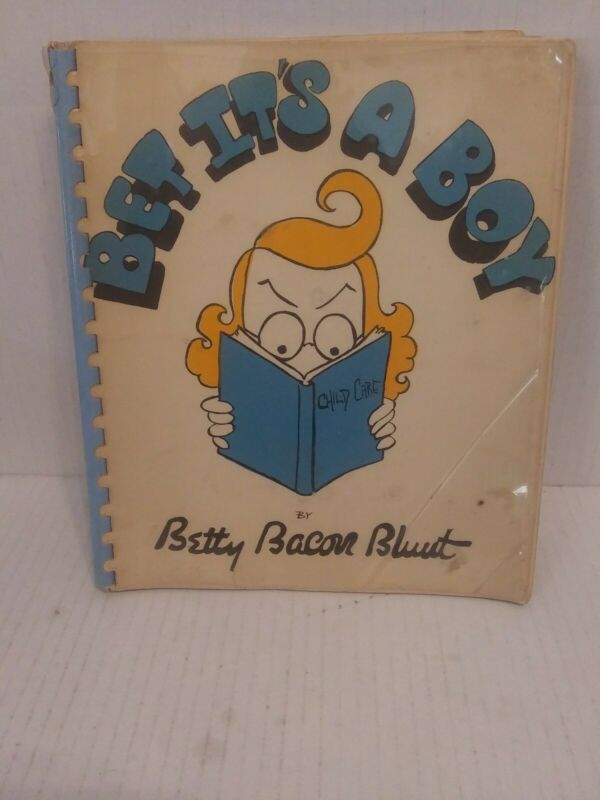 BET IT'S A BOY
CHILD CARE
BY
Betty Bacon Blunt